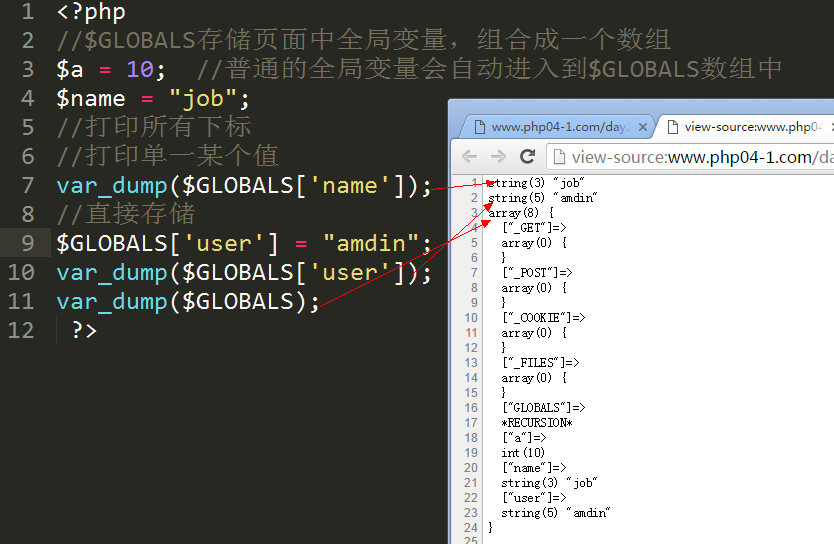 1 <?php
2 //$GLOBALS存储页面中全局变量，组合成一个数组
3 $a = 10;  //普通的全局变量会自动进入到$GLOBALS数组中
4 $name = "job";
5 //打印所有下标
6 //打印单一某个值
7 var_dump($GLOBALS['name']);
8 //直接存储
9 $GLOBALS['user'] = "amdin";
10 var_dump($GLOBALS['user']);
11 var_dump($GLOBALS);
12 ?>
www.php04-1.com/day
view-source:www.php04
view-source:www.php04-1.com/da
1 string(3) "job"
2 string(5) "amdin"
3 array(8) {
4 ["_GET"]=>
5 array(0) {
6 }
7 ["_POST"]=>
8 array(0) {
9 }
10 ["_COOKIE"]=>
11 array(0) {
12 }
13 ["_FILES"]=>
14 array(0) {
15 }
16 ["GLOBALS"]=>
17 *RECURSION*
18 ["a"]=>
19 int(10)
20 ["name"]=>
21 string(3) "job"
22 ["user"]=>
23 string(5) "amdin"
24 }
25